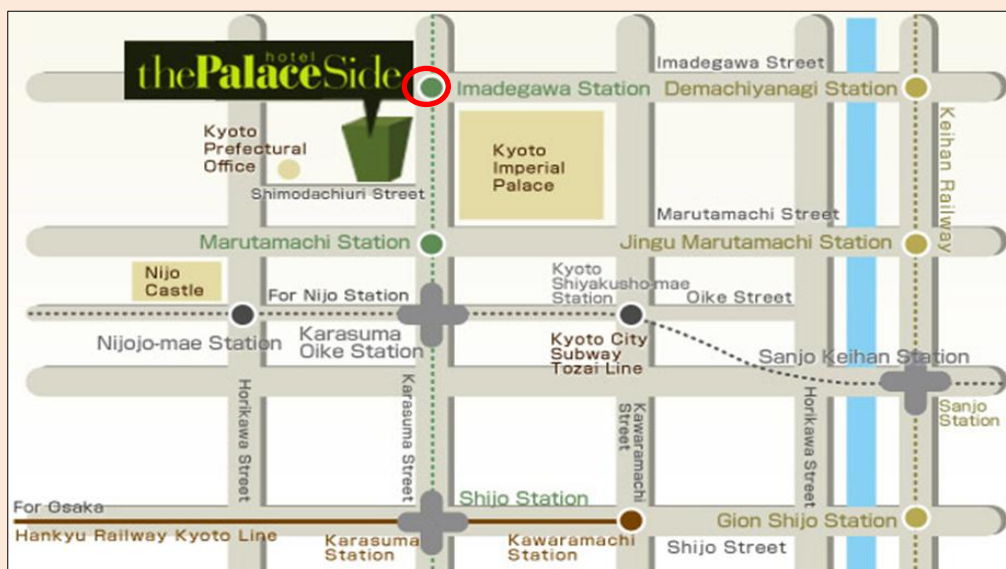 hotel
thePalaceSide
Imadegawa Street
Imadegawa Station
Demachiyanagi Station
Kyoto
Prefectural
Office
Kyoto
Imperial
Palace
Keihan Railway
Shimodachiuri Street
Marutamachi Street
Marutamachi Station
Jingu Marutamachi Station
Nijo
Castle
For Nijo Station
Kyoto
Shiyakusho-mae
Station
Oike Street
Nijojo-mae Station
Karasuma
Oike Station
Kyoto City
Subway
Tozai Line
Sanjo Keihan Station
Horikawa Street
Karasuma Street
Kawaramachi
Street
Horikawa Street
Sanjo
Station
For Osaka
Shijo Station
Hankyu Railway Kyoto Line
Karasuma
Station
Kawaramachi
Station
Gion Shijo Station
Shijo Street